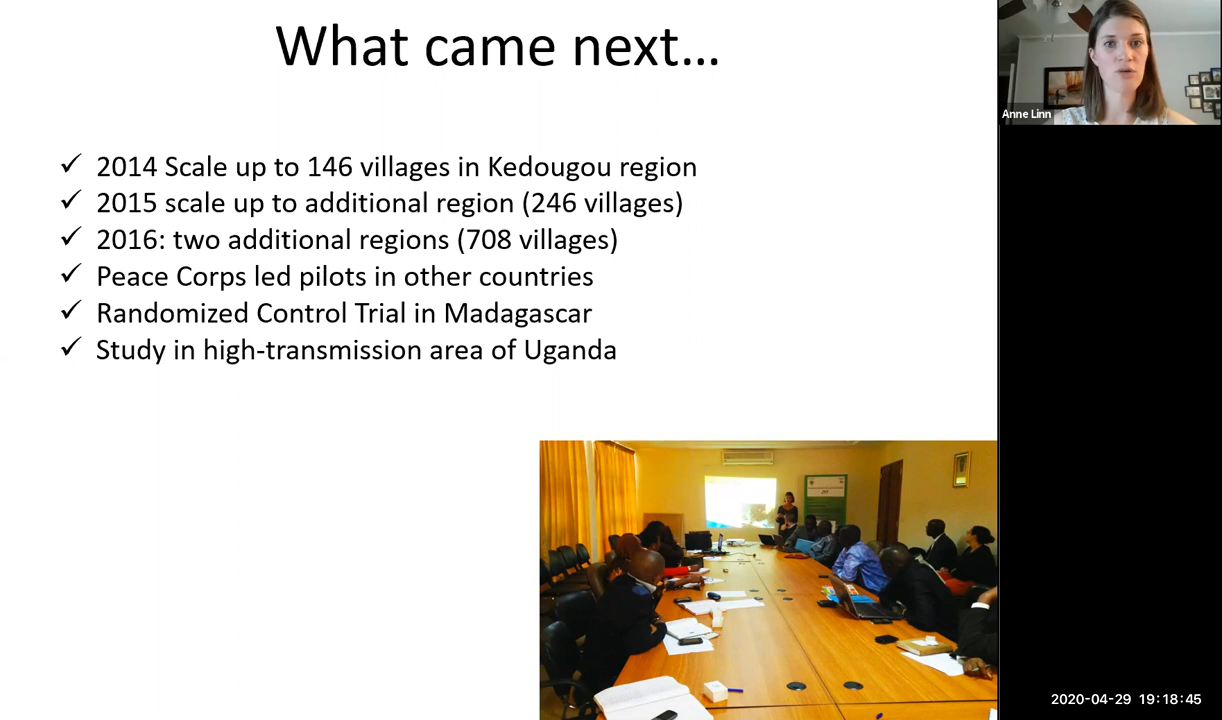 What came next...
✓ 2014 Scale up to 146 villages in Kedougou region
✓ 2015 scale up to additional region (246 villages)
✓ 2016: two additional regions (708 villages)
✓ Peace Corps led pilots in other countries
✓ Randomized Control Trial in Madagascar
✓ Study in high-transmission area of Uganda
Anne Linn
2020-04-29 19:18:45